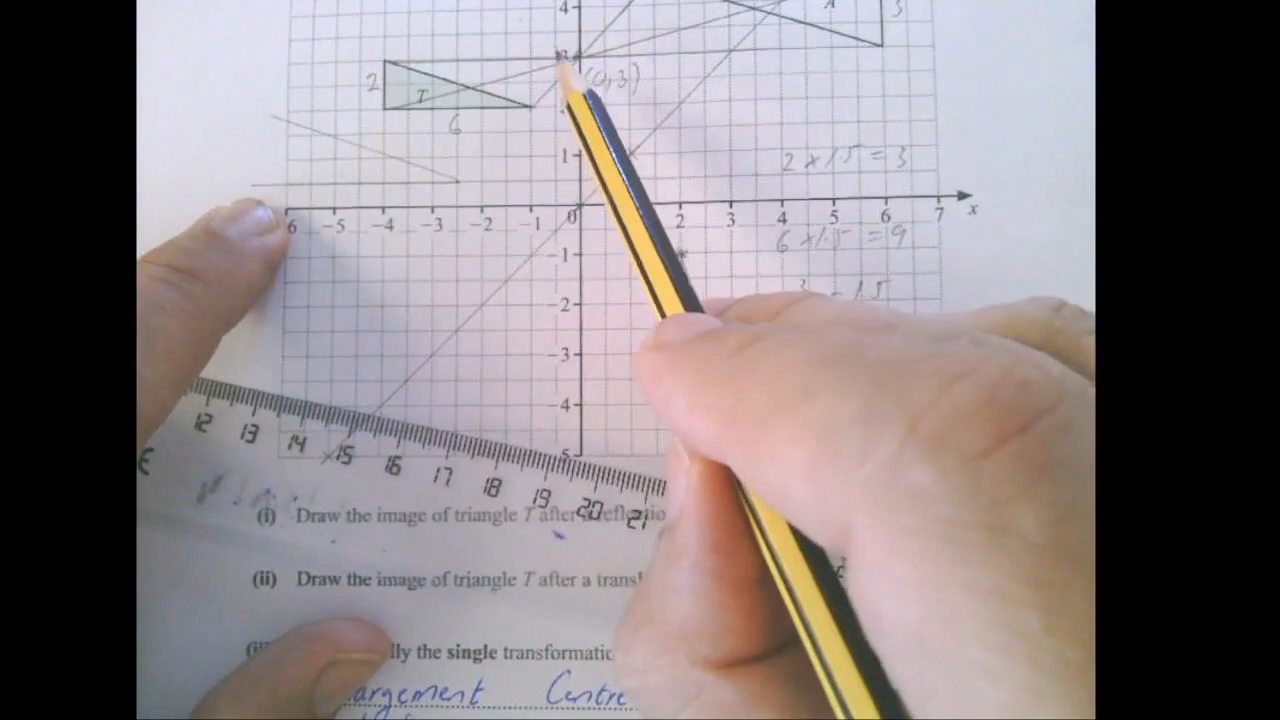 4
A 3
2 T (0,3)
6
1 2 × 1.5 = 3
6 −5 −4 −3 −2 −1 0 2 3 4 5 6 7 x
−1 6 × 1.5 = 9
−2 = 1.5
−3
−4
5
12 13 14 15 16 17 18 19 20 21
(i) Draw the image of triangle T after
(ii) Draw the image of triangle T after a
the single
Centre